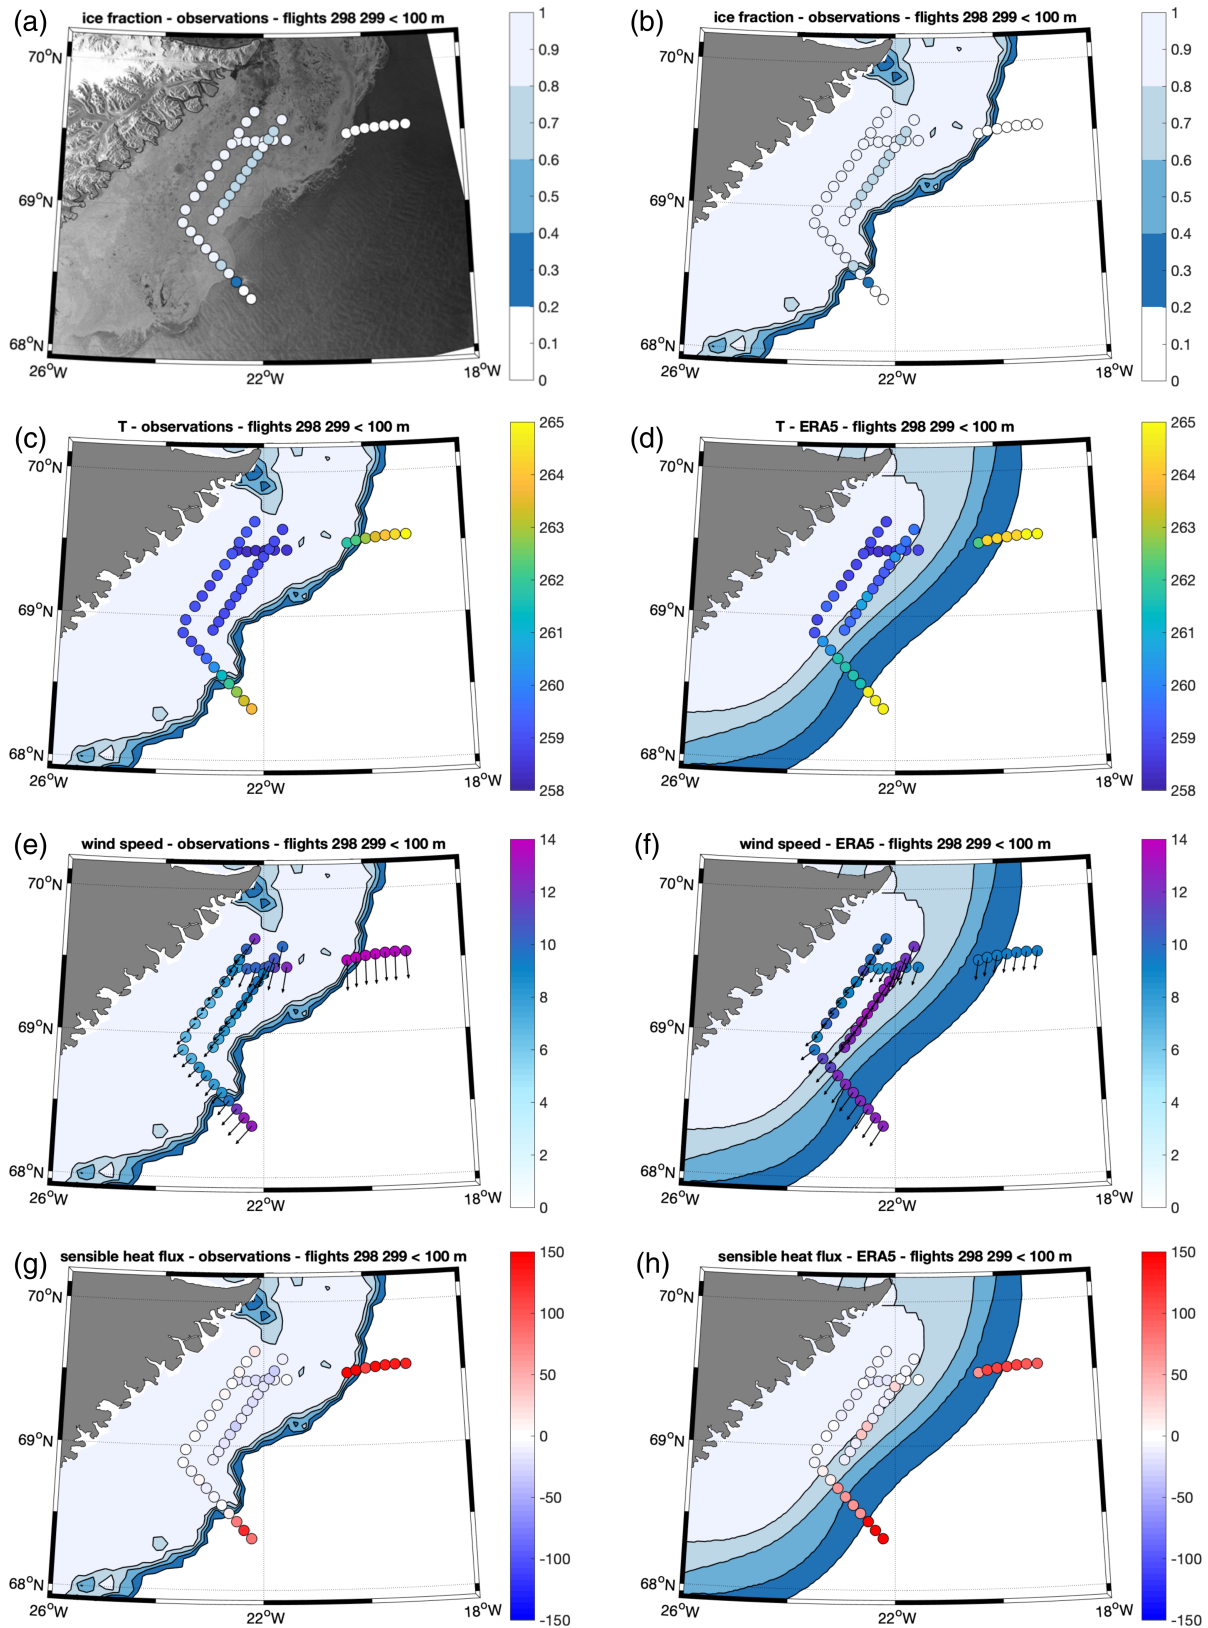 (a)
ice fraction - observations - flights 298 299 < 100 m
70°N
69°N
68°N
26°W
22°W
18°W
1
0.9
0.8
0.7
0.6
0.5
0.4
0.3
0.2
0.1
0
(b)
ice fraction - observations - flights 298 299 < 100 m
70°N
69°N
68°N
26°W
22°W
18°W
1
0.9
0.8
0.7
0.6
0.5
0.4
0.3
0.2
0.1
0
(c)
T - observations - flights 298 299 < 100 m
70°N
69°N
68°N
26°W
22°W
18°W
265
264
263
262
261
260
259
258
(d)
T - ERA5 - flights 298 299 < 100 m
70°N
69°N
68°N
26°W
22°W
18°W
265
264
263
262
261
260
259
258
(e)
wind speed - observations - flights 298 299 < 100 m
70°N
69°N
68°N
26°W
22°W
18°W
14
12
10
8
6
4
2
0
(f)
wind speed - ERA5 - flights 298 299 < 100 m
70°N
69°N
68°N
26°W
22°W
18°W
14
12
10
8
6
4
2
0
(g)
sensible heat flux - observations - flights 298 299 < 100 m
70°N
69°N
68°N
26°W
22°W
18°W
150
100
50
0
-50
-100
-150
(h)
sensible heat flux - ERA5 - flights 298 299 < 100 m
70°N
69°N
68°N
26°W
22°W
18°W
150
100
50
0
-50
-100
-150